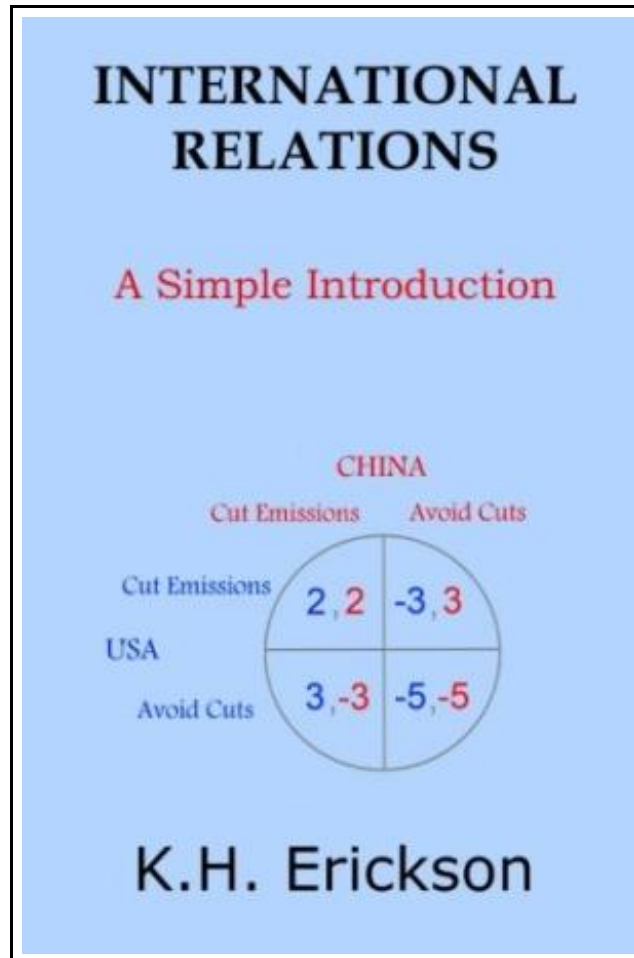 INTERNATIONAL
RELATIONS
A Simple Introduction
CHINA
Cut Emissions Avoid Cuts
Cut Emissions 2,2 -3,3
USA
Avoid Cuts 3,-3 -5,-5
K.H. Erickson